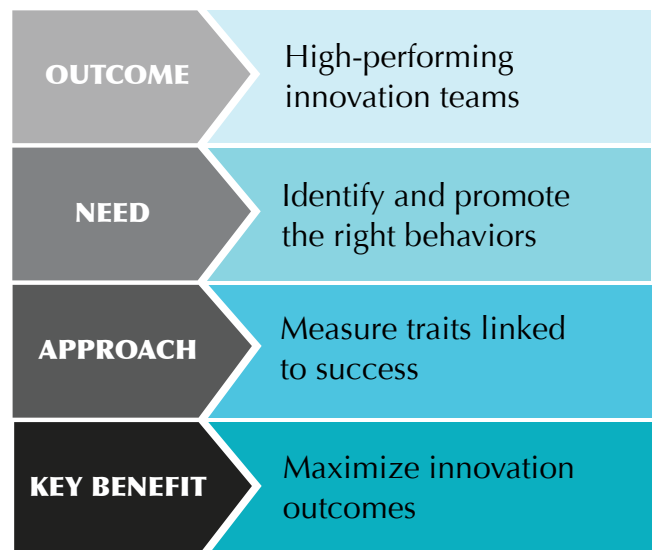 OUTCOME
High-performing
innovation teams
NEED
Identify and promote
the right behaviors
APPROACH
Measure traits linked
to success
KEY BENEFIT
Maximize innovation
outcomes